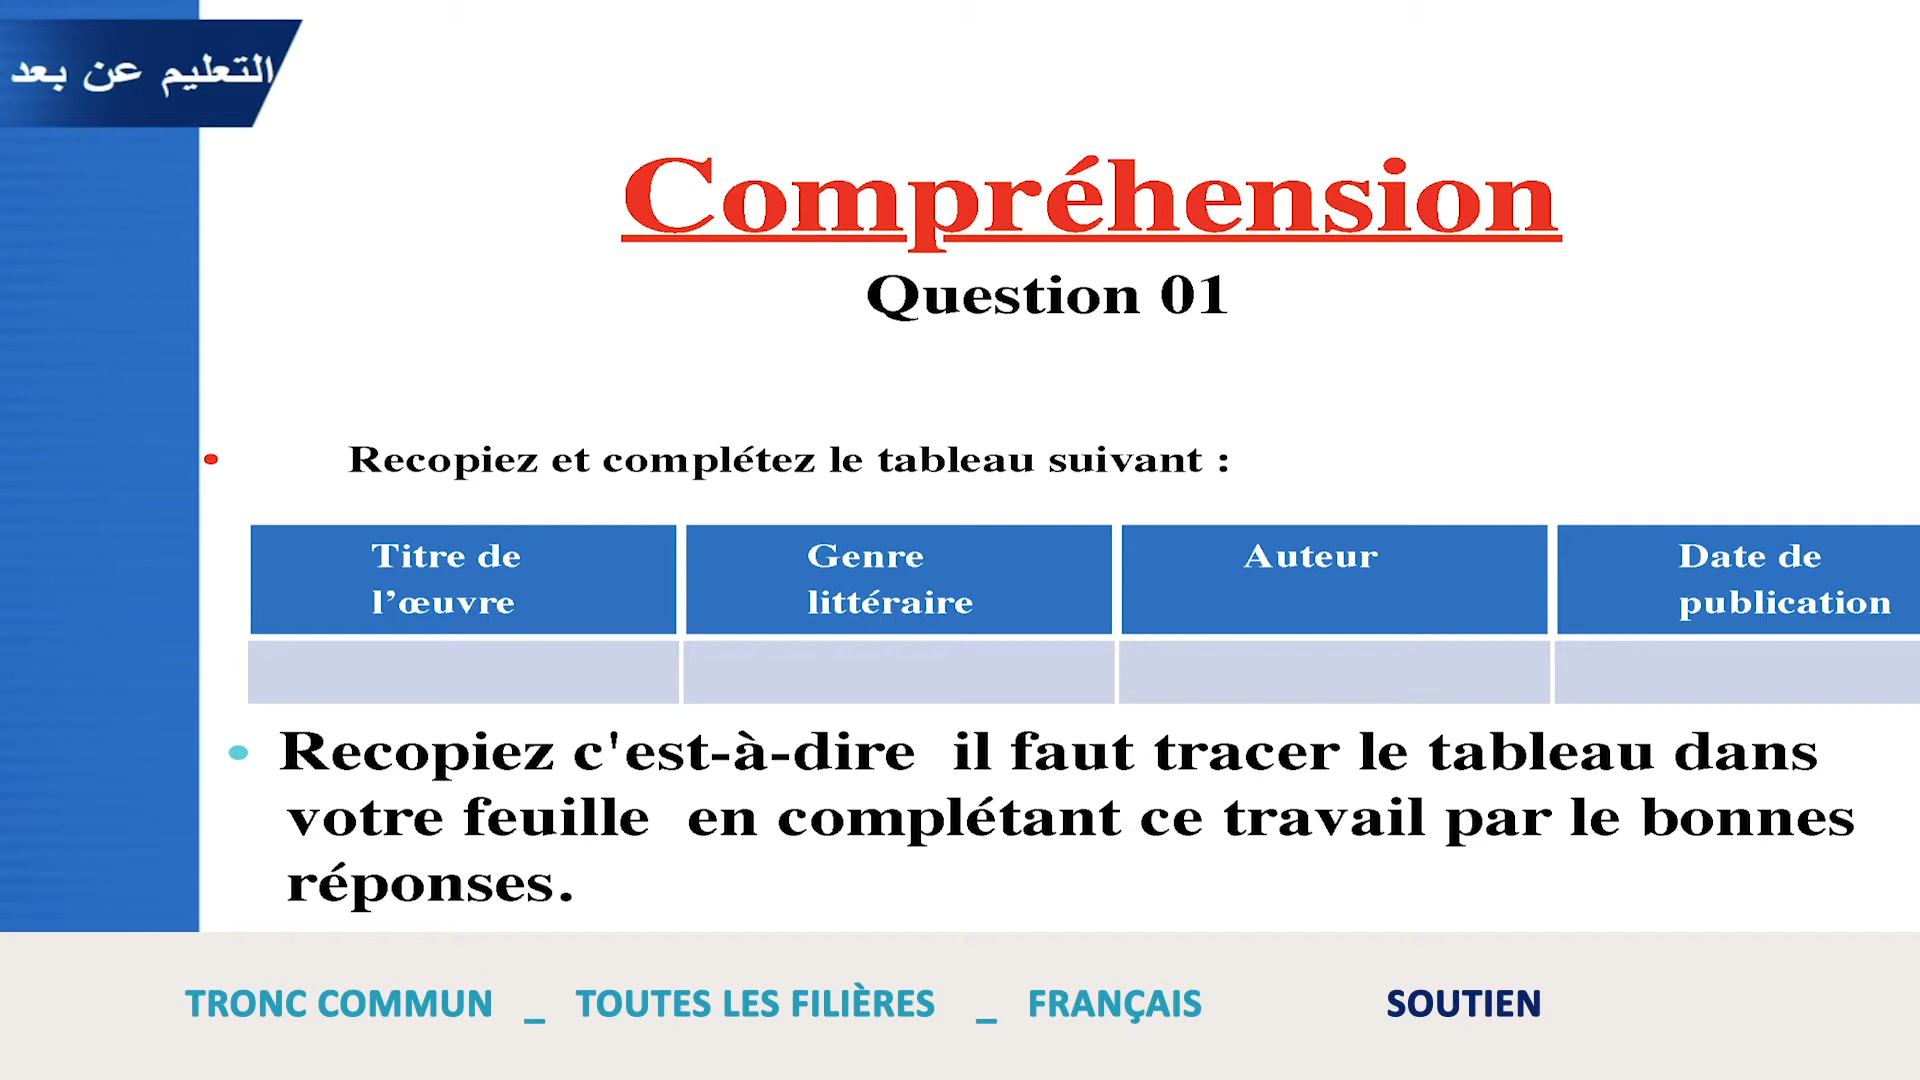 التعليم عن بعد
Compréhension
Question 01
• Recopiez et complétez le tableau suivant :
Titre de l’œuvre
Genre littéraire
Auteur
Date de publication
• Recopiez c'est-à-dire il faut tracer le tableau dans
votre feuille en complétant ce travail par le bonnes
réponses.
TRONC COMMUN _ TOUTES LES FILIÈRES _ FRANÇAIS SOUTIEN